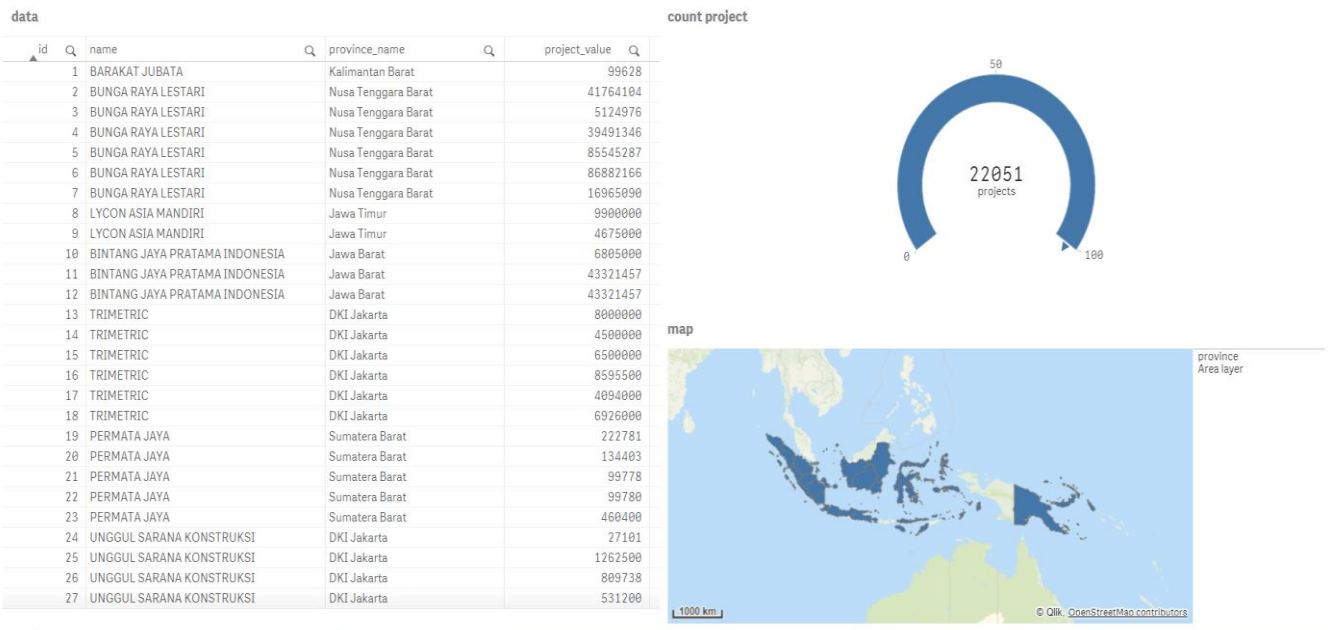 data
id name province_name project_value
1 BARAKAT JUBATA Kalimantan Barat 99628
2 BUNGA RAYA LESTARI Nusa Tenggara Barat 41764104
3 BUNGA RAYA LESTARI Nusa Tenggara Barat 5124976
4 BUNGA RAYA LESTARI Nusa Tenggara Barat 39491346
5 BUNGA RAYA LESTARI Nusa Tenggara Barat 85545287
6 BUNGA RAYA LESTARI Nusa Tenggara Barat 86882166
7 BUNGA RAYA LESTARI Nusa Tenggara Barat 16965090
8 LYCON ASIA MANDIRI Jawa Timur 9900000
9 LYCON ASIA MANDIRI Jawa Timur 4675000
10 BINTANG JAYA PRATAMA INDONESIA Jawa Barat 6805000
11 BINTANG JAYA PRATAMA INDONESIA Jawa Barat 43321457
12 BINTANG JAYA PRATAMA INDONESIA Jawa Barat 43321457
13 TRIMETRIC DKI Jakarta 8000000
14 TRIMETRIC DKI Jakarta 4500000
15 TRIMETRIC DKI Jakarta 6500000
16 TRIMETRIC DKI Jakarta 8595500
17 TRIMETRIC DKI Jakarta 4094000
18 TRIMETRIC DKI Jakarta 6926000
19 PERMATA JAYA Sumatera Barat 222781
20 PERMATA JAYA Sumatera Barat 134403
21 PERMATA JAYA Sumatera Barat 99778
22 PERMATA JAYA Sumatera Barat 99780
23 PERMATA JAYA Sumatera Barat 460400
24 UNGGUL SARANA KONSTRUKSI DKI Jakarta 27101
25 UNGGUL SARANA KONSTRUKSI DKI Jakarta 1262500
26 UNGGUL SARANA KONSTRUKSI DKI Jakarta 809738
27 UNGGUL SARANA KONSTRUKSI DKI Jakarta 531200
count project
50
22051
projects
0
100
map
province
Area layer
1000 km
© Qlik, OpenStreetMap contributors